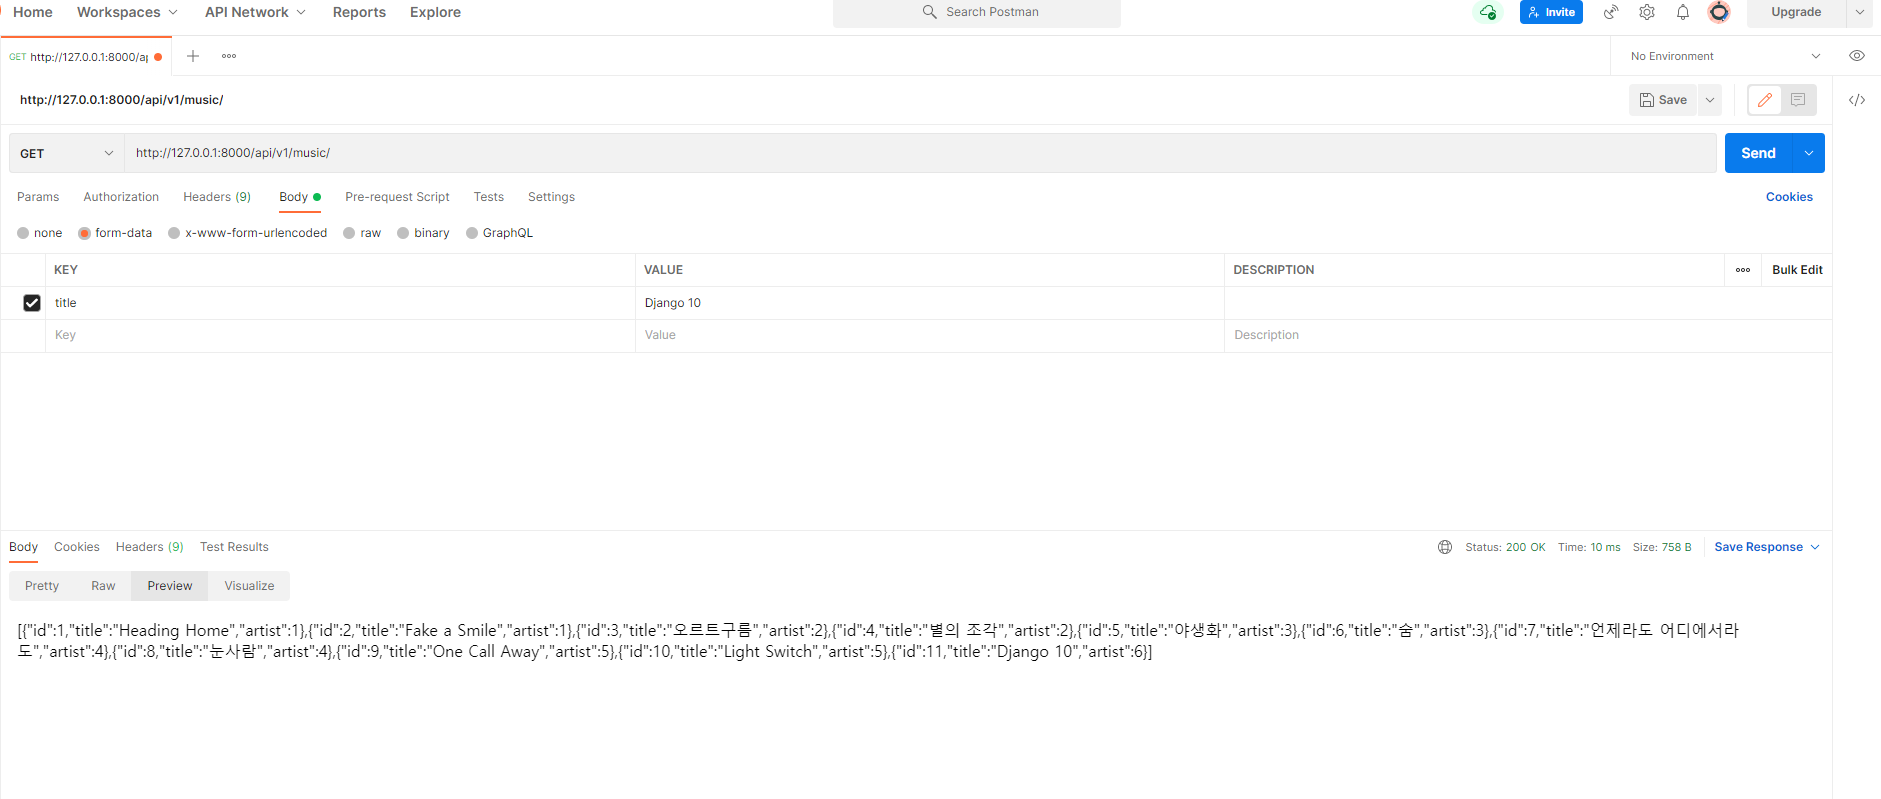 Home Workspaces API Network Reports Explore Search Postman Invite Upgrade
GET http://127.0.0.1:8000/ap No Environment
http://127.0.0.1:8000/api/v1/music/ Save
GET http://127.0.0.1:8000/api/v1/music/ Send
Params Authorization Headers (9) Body Pre-request Script Tests Settings Cookies
none form-data x-www-form-urlencoded raw binary GraphQL
KEY VALUE DESCRIPTION Bulk Edit
title Django 10
Key Value Description
Body Cookies Headers (9) Test Results Status: 200 OK Time: 10 ms Size: 758 B Save Response
Pretty Raw Preview Visualize
[{"id":1,"title":"Heading Home","artist":1},{"id":2,"title":"Fake a Smile","artist":1},{"id":3,"title":"오르트구름","artist":2},{"id":4,"title":"별의 조각","artist":2},{"id":5,"title":"야생화","artist":3},{"id":6,"title":"숨","artist":3},{"id":7,"title":"언제라도 어디에서라
도","artist":4},{"id":8,"title":"눈사람","artist":4},{"id":9,"title":"One Call Away","artist":5},{"id":10,"title":"Light Switch","artist":5},{"id":11,"title":"Django 10","artist":6}]